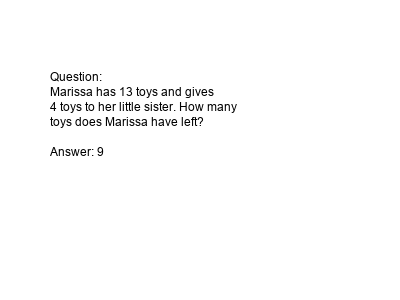 Question:
Marissa has 13 toys and gives
4 toys to her little sister. How many
toys does Marissa have left?
Answer: 9